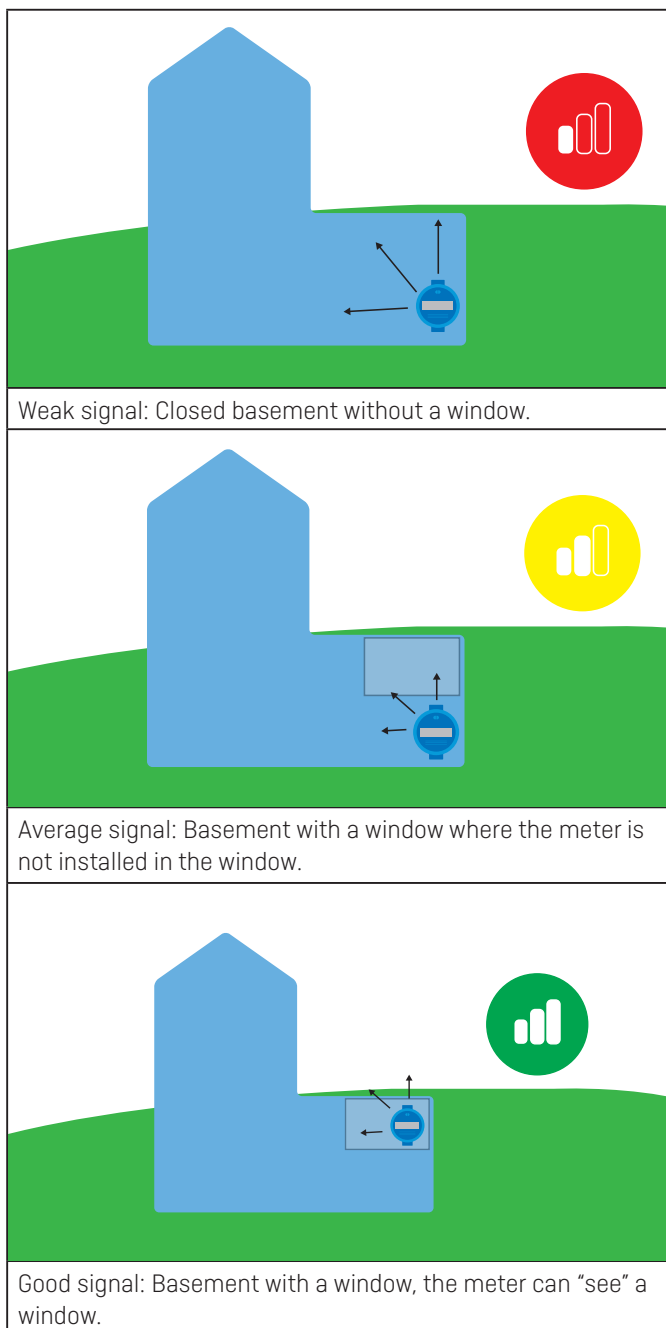 Weak signal: Closed basement without a window.
Average signal: Basement with a window where the meter is
not installed in the window.
Good signal: Basement with a window, the meter can “see” a
window.